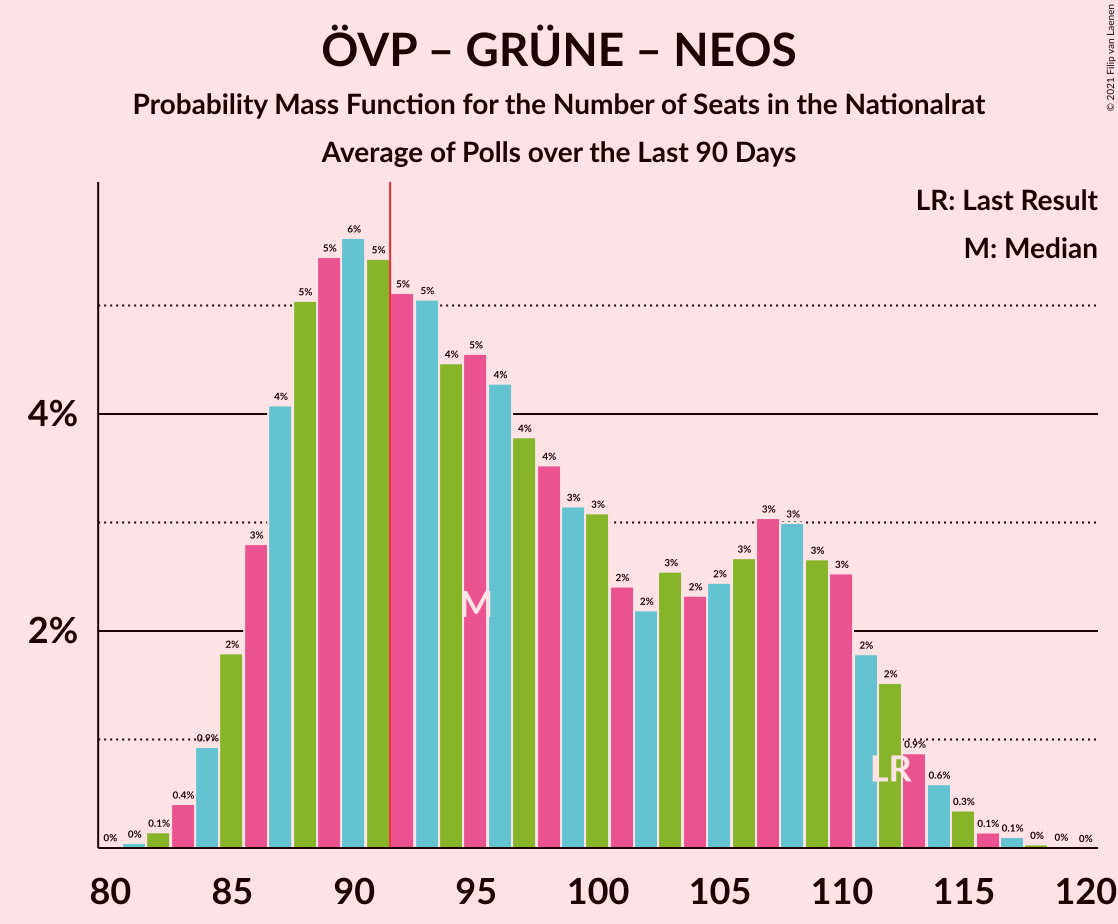 ÖVP – GRÜNE – NEOS
Probability Mass Function for the Number of Seats in the Nationalrat
Average of Polls over the Last 90 Days
© 2021 Filip van Laenen
LR: Last Result
M: Median
4%
2%
0% 0% 0.1% 0.4% 0.9% 2% 3% 4% 5% 5% 6% 5% 5% 5% 4% 5% 4% 4% 4% 3% 3% 2% 2% 3% 2% 2% 3% 3% 3% 3% 3% 2% 2% 0.9% 0.6% 0.3% 0.1% 0.1% 0% 0% 0%
M
LR
80 85 90 95 100 105 110 115 120